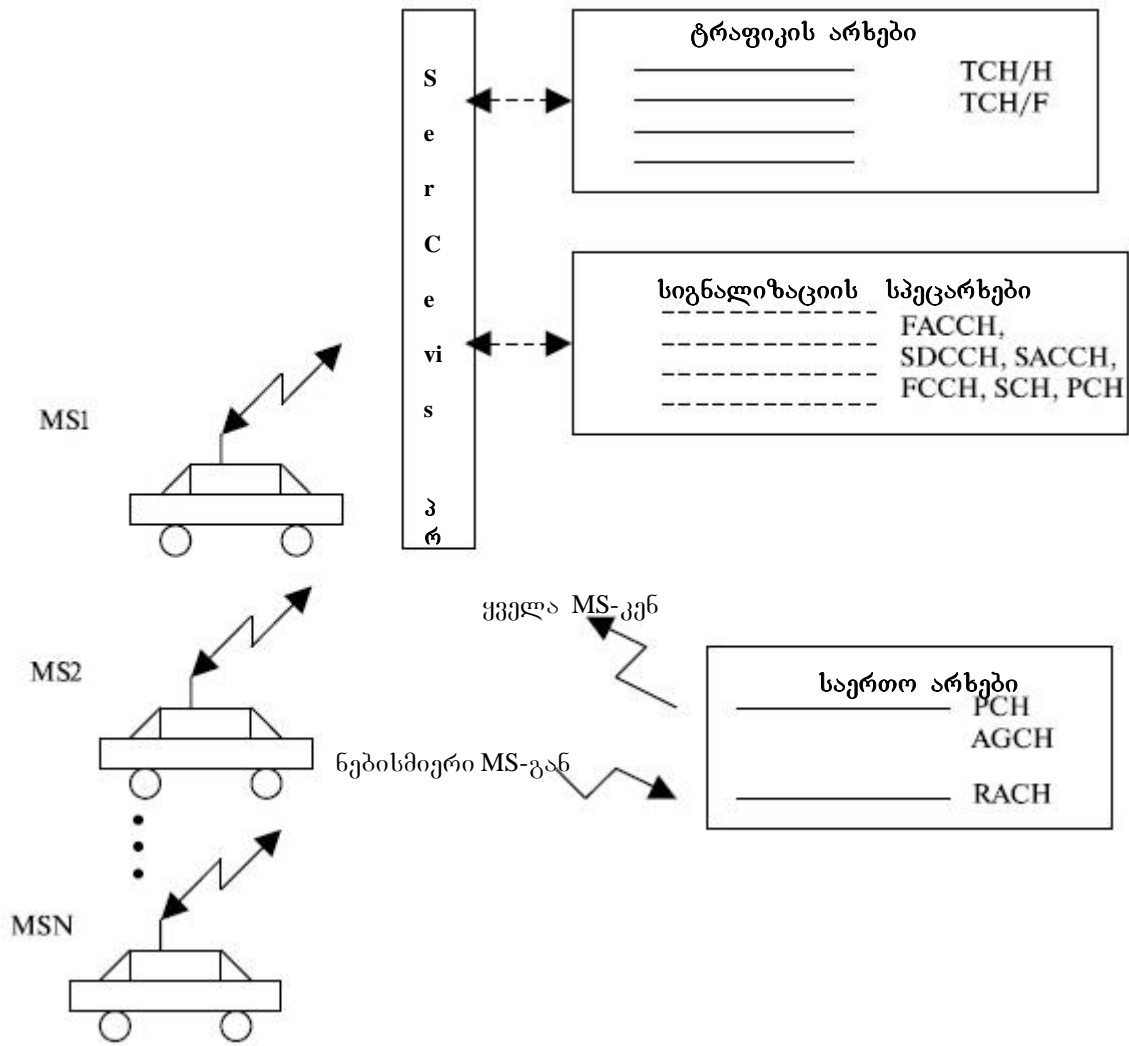 S
e
r
C
e
vi
s
პ
რ
ტრაფიკის არხები
TCH/H
TCH/F
სიგნალიზაციის სპეცარხები
FACCH,
SDCCH, SACCH,
FCCH, SCH, PCH
MS1
ყველა MS-კენ
MS2
საერთო არხები
PCH
AGCH
ნებისმიერი MS-გან
RACH
MSN